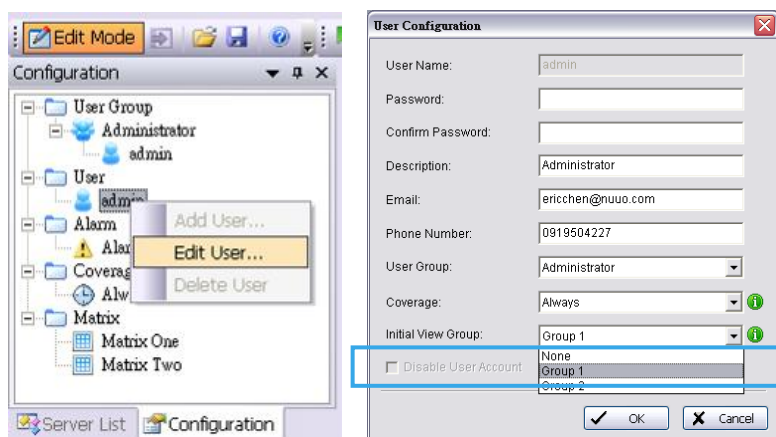 Edit Mode
Configuration
User Group
Administrator
admin
User
admin
Alarm
Alar
Coverag
Alw
Matrix
Matrix One
Matrix Two
Add User...
Edit User...
Delete User
Server List
Configuration
User Configuration
User Name: admin
Password:
Confirm Password:
Description: Administrator
Email: ericchen@nuuo.com
Phone Number: 0919504227
User Group: Administrator
Coverage: Always
Initial View Group: Group 1
None
Disable User Account Group 1
Group 2
OK Cancel